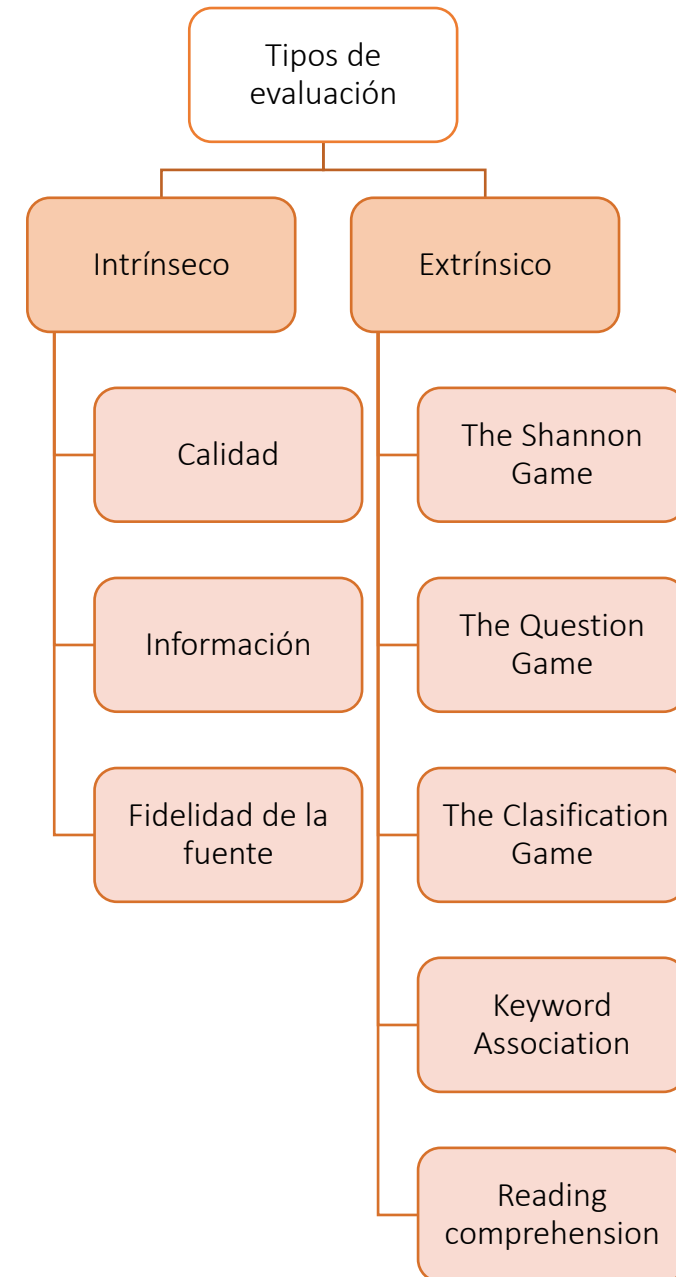 Tipos de
evaluación
Intrínseco
Extrínsico
Calidad
Información
Fidelidad de la
fuente
The Shannon
Game
The Question
Game
The Clasification
Game
Keyword
Association
Reading
comprehension